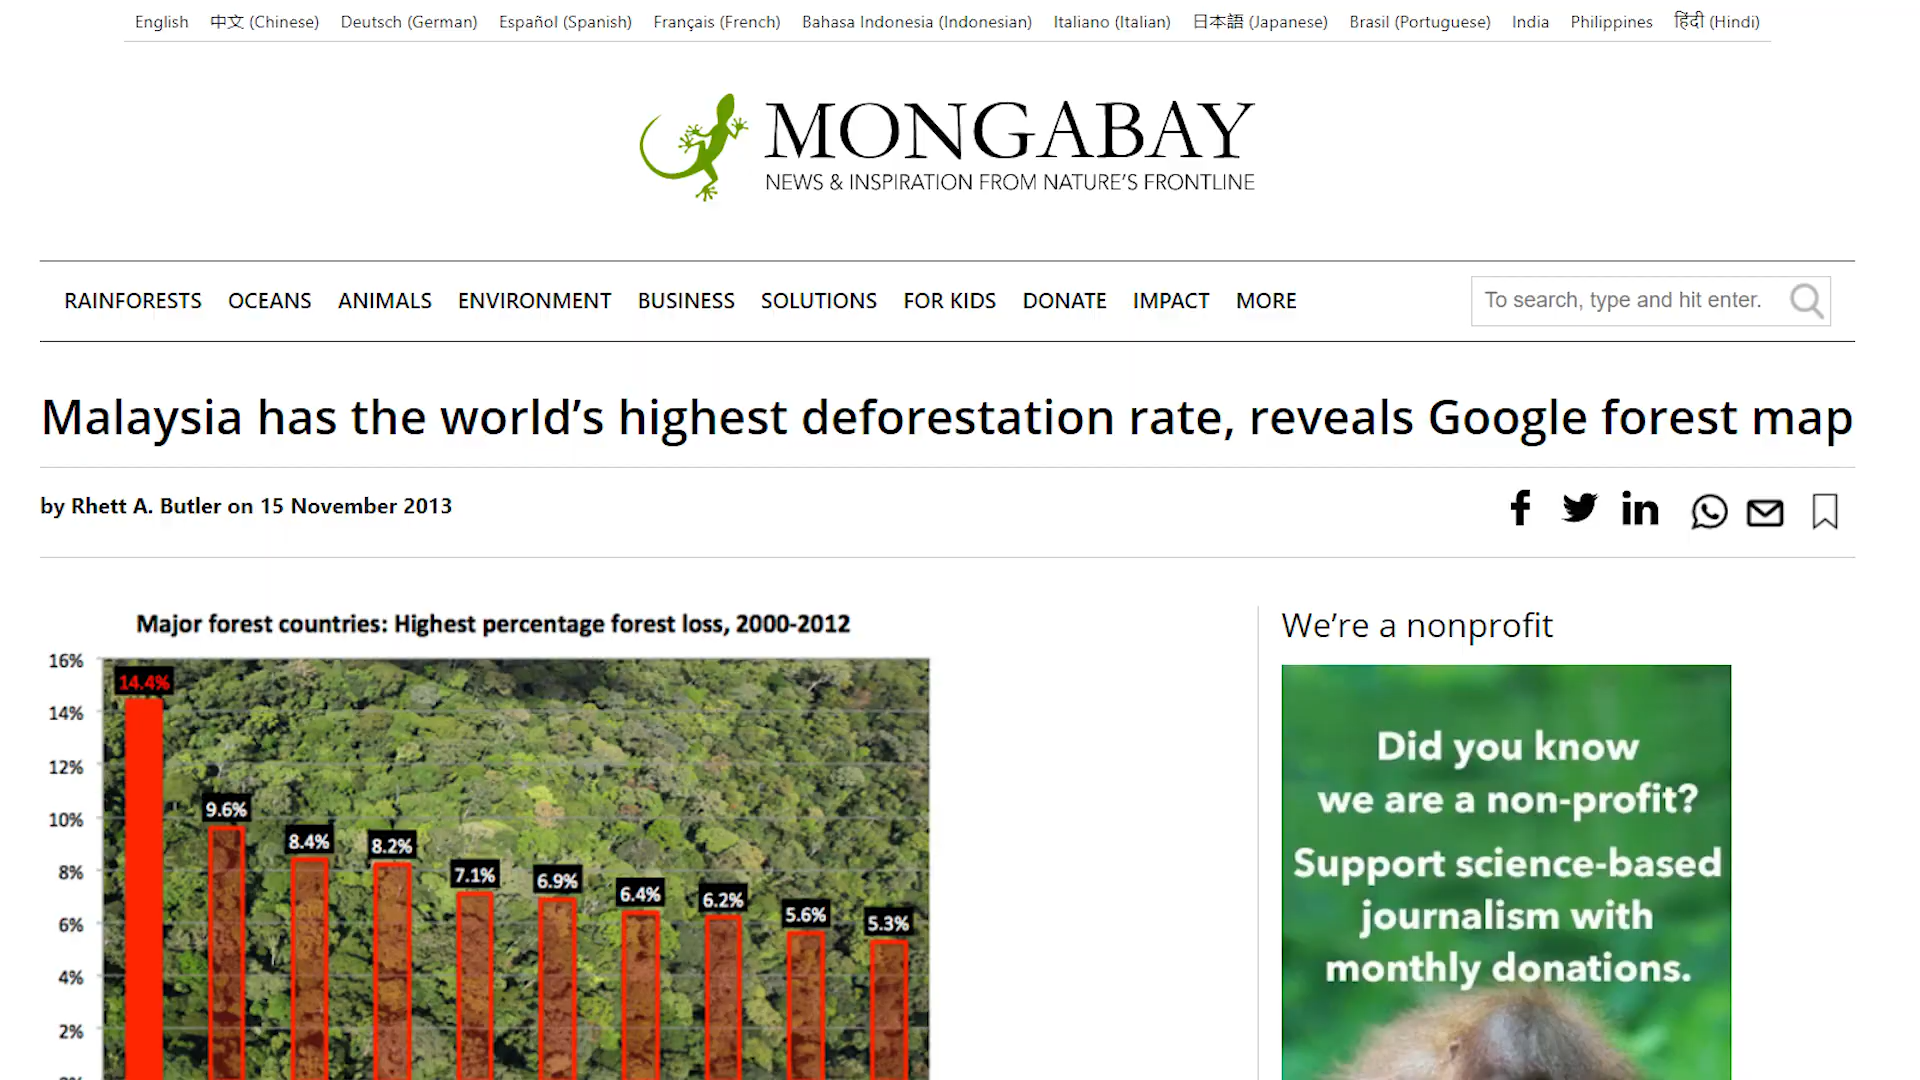 English 中文 (Chinese) Deutsch (German) Español (Spanish) Français (French) Bahasa Indonesia (Indonesian) Italiano (Italian) 日本語 (Japanese) Brasil (Portuguese) India Philippines हिंदी (Hindi)
MONGABAY
NEWS & INSPIRATION FROM NATURE'S FRONTLINE
RAINFORESTS OCEANS ANIMALS ENVIRONMENT BUSINESS SOLUTIONS FOR KIDS DONATE IMPACT MORE
To search, type and hit enter.
Malaysia has the world’s highest deforestation rate, reveals Google forest map
by Rhett A. Butler on 15 November 2013
Major forest countries: Highest percentage forest loss, 2000-2012
16%
14%
12%
10%
8%
6%
4%
2%
14.4%
9.6%
8.4%
8.2%
7.1%
6.9%
6.4%
6.2%
5.6%
5.3%
We’re a nonprofit
Did you know
we are a non-profit?
Support science-based
journalism with
monthly donations.